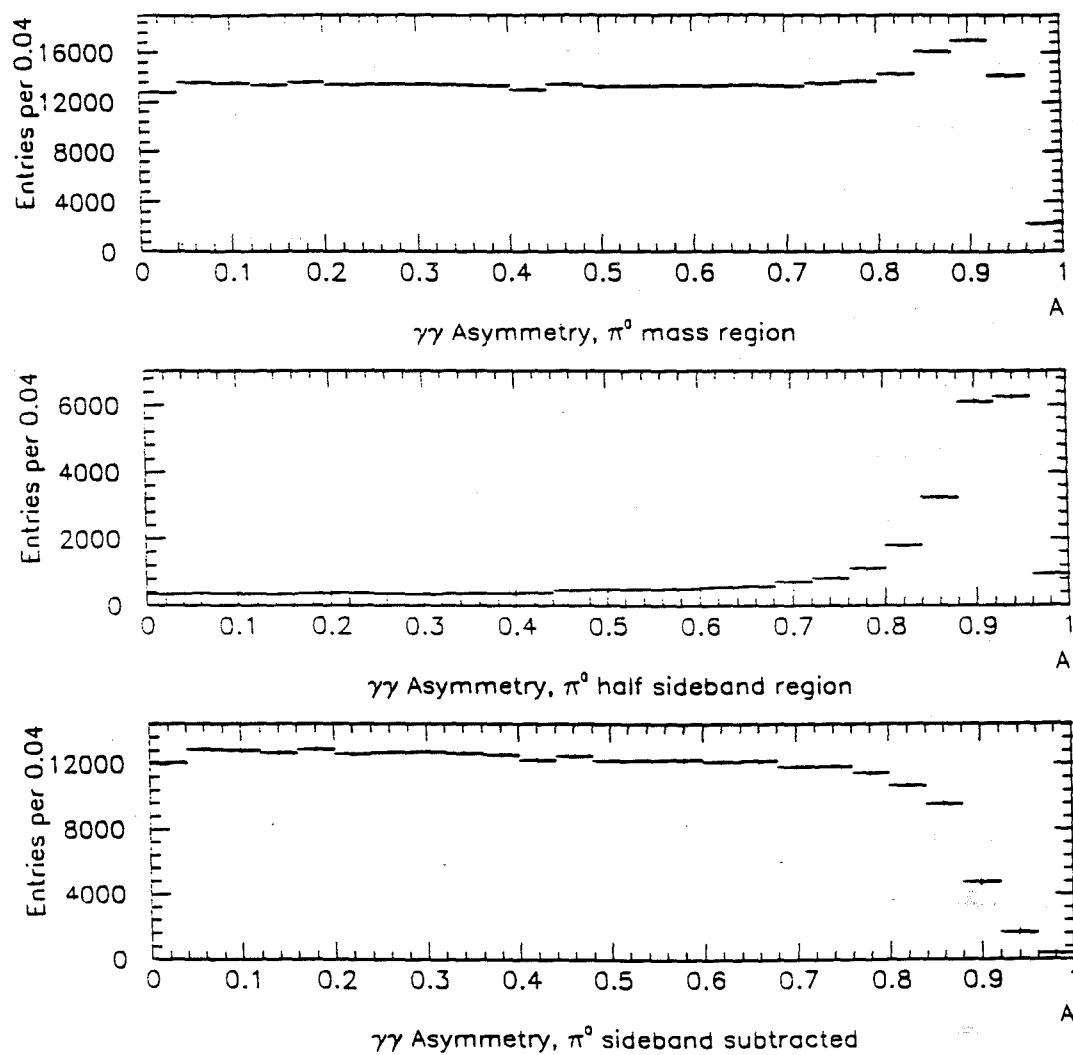 Entries per 0.04
16000
12000
8000
4000
0
0 0.1 0.2 0.3 0.4 0.5 0.6 0.7 0.8 0.9 1
A
γγ Asymmetry, π⁰ mass region
Entries per 0.04
6000
4000
2000
0
0 0.1 0.2 0.3 0.4 0.5 0.6 0.7 0.8 0.9 1
A
γγ Asymmetry, π⁰ half sideband region
Entries per 0.04
12000
8000
4000
0
0 0.1 0.2 0.3 0.4 0.5 0.6 0.7 0.8 0.9 1
A
γγ Asymmetry, π⁰ sideband subtracted